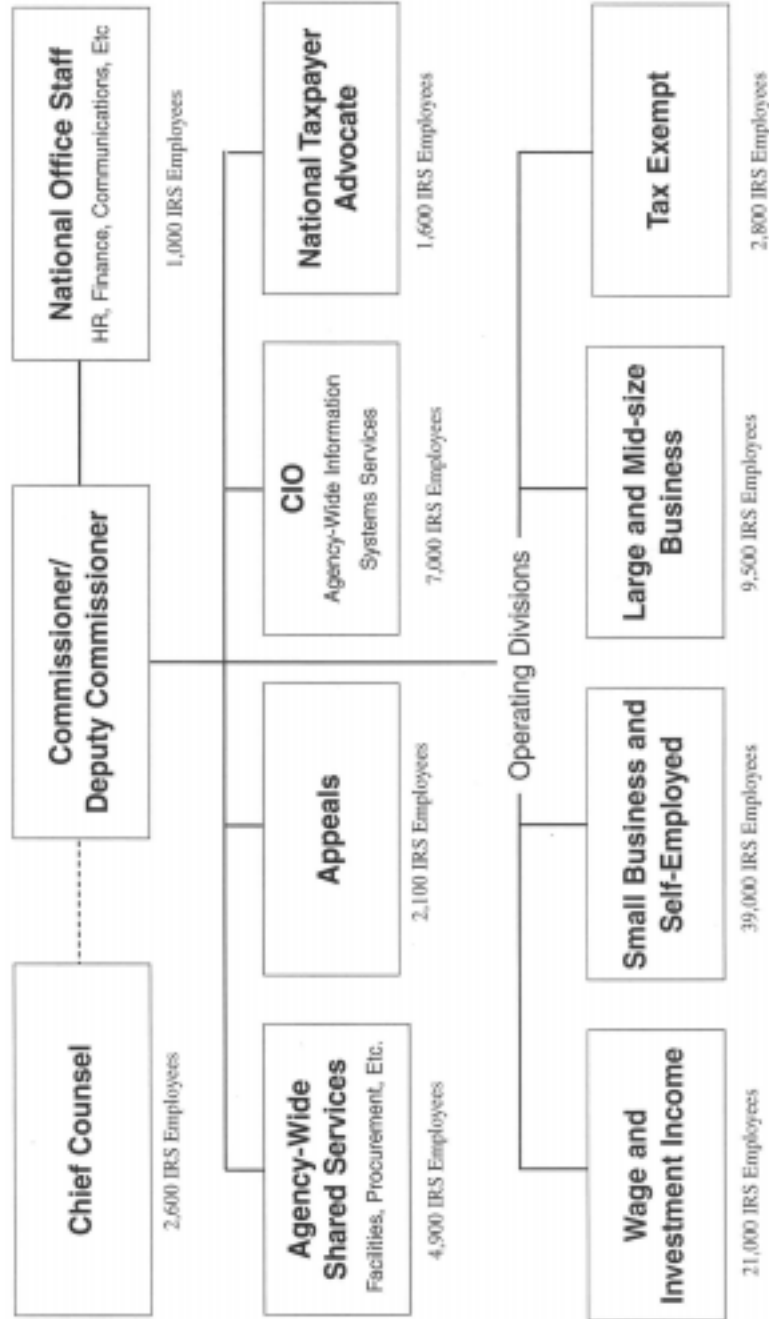 Chief Counsel
2,600 IRS Employees
Commissioner/
Deputy Commissioner
National Office Staff
HR, Finance, Communications, Etc
1,000 IRS Employees
Agency-Wide
Shared Services
Facilities, Procurement, Etc.
4,900 IRS Employees
Appeals
2,100 IRS Employees
CIO
Agency-Wide Information
Systems Services
7,000 IRS Employees
National Taxpayer
Advocate
1,600 IRS Employees
Operating Divisions
Wage and
Investment Income
21,000 IRS Employees
Small Business and
Self-Employed
39,000 IRS Employees
Large and Mid-size
Business
9,500 IRS Employees
Tax Exempt
2,800 IRS Employees